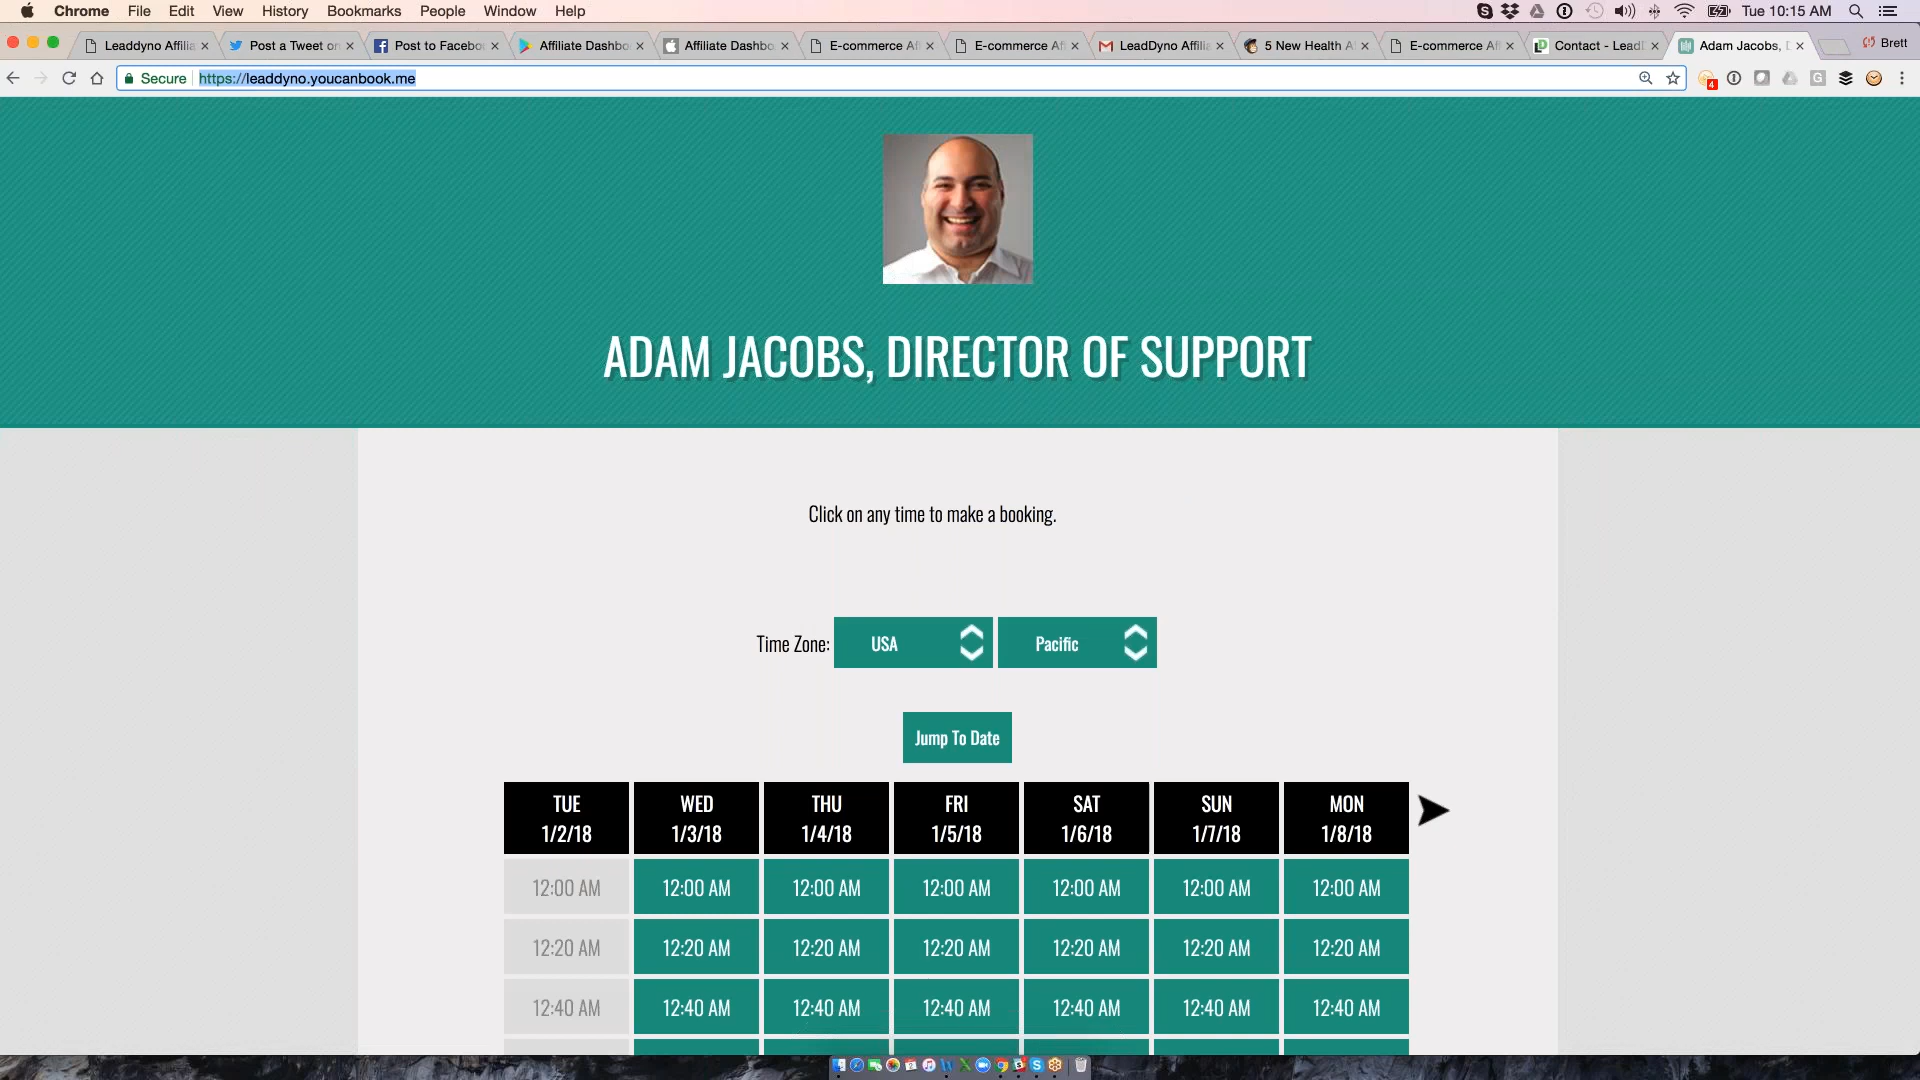 Chrome File Edit View History Bookmarks People Window Help Tue 10:15 AM
Leaddyno Affilia Post a Tweet on Post to Facebo Affiliate Dashbo Affiliate Dashbo E-commerce Af E-commerce Af LeadDyno Affilia 5 New Health A E-commerce Af Contact - Lead Adam Jacobs, D Brett
Secure https://leaddyno.youcanbook.me 4
ADAM JACOBS, DIRECTOR OF SUPPORT
Click on any time to make a booking.
Time Zone: USA Pacific
Jump To Date
TUE WED THU FRI SAT SUN MON
1/2/18 1/3/18 1/4/18 1/5/18 1/6/18 1/7/18 1/8/18
12:00 AM 12:00 AM 12:00 AM 12:00 AM 12:00 AM 12:00 AM 12:00 AM
12:20 AM 12:20 AM 12:20 AM 12:20 AM 12:20 AM 12:20 AM 12:20 AM
12:40 AM 12:40 AM 12:40 AM 12:40 AM 12:40 AM 12:40 AM 12:40 AM